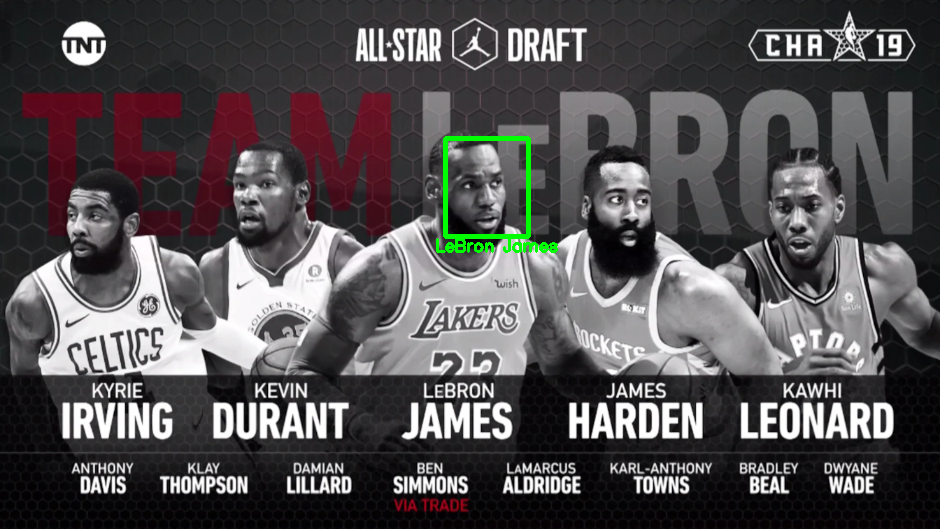 TNT
ALL★STAR DRAFT
CHA 19
TEAM LeBRON
LeBron James
CELTICS
GOLDEN STATE
35
wish
LAKERS
23
ROCKETS
KYRIE IRVING
KEVIN DURANT
LeBRON JAMES
JAMES HARDEN
KAWHI LEONARD
ANTHONY DAVIS
KLAY THOMPSON
DAMIAN LILLARD
BEN SIMMONS
VIA TRADE
LaMARCUS ALDRIDGE
KARL-ANTHONY TOWNS
BRADLEY BEAL
DWYANE WADE